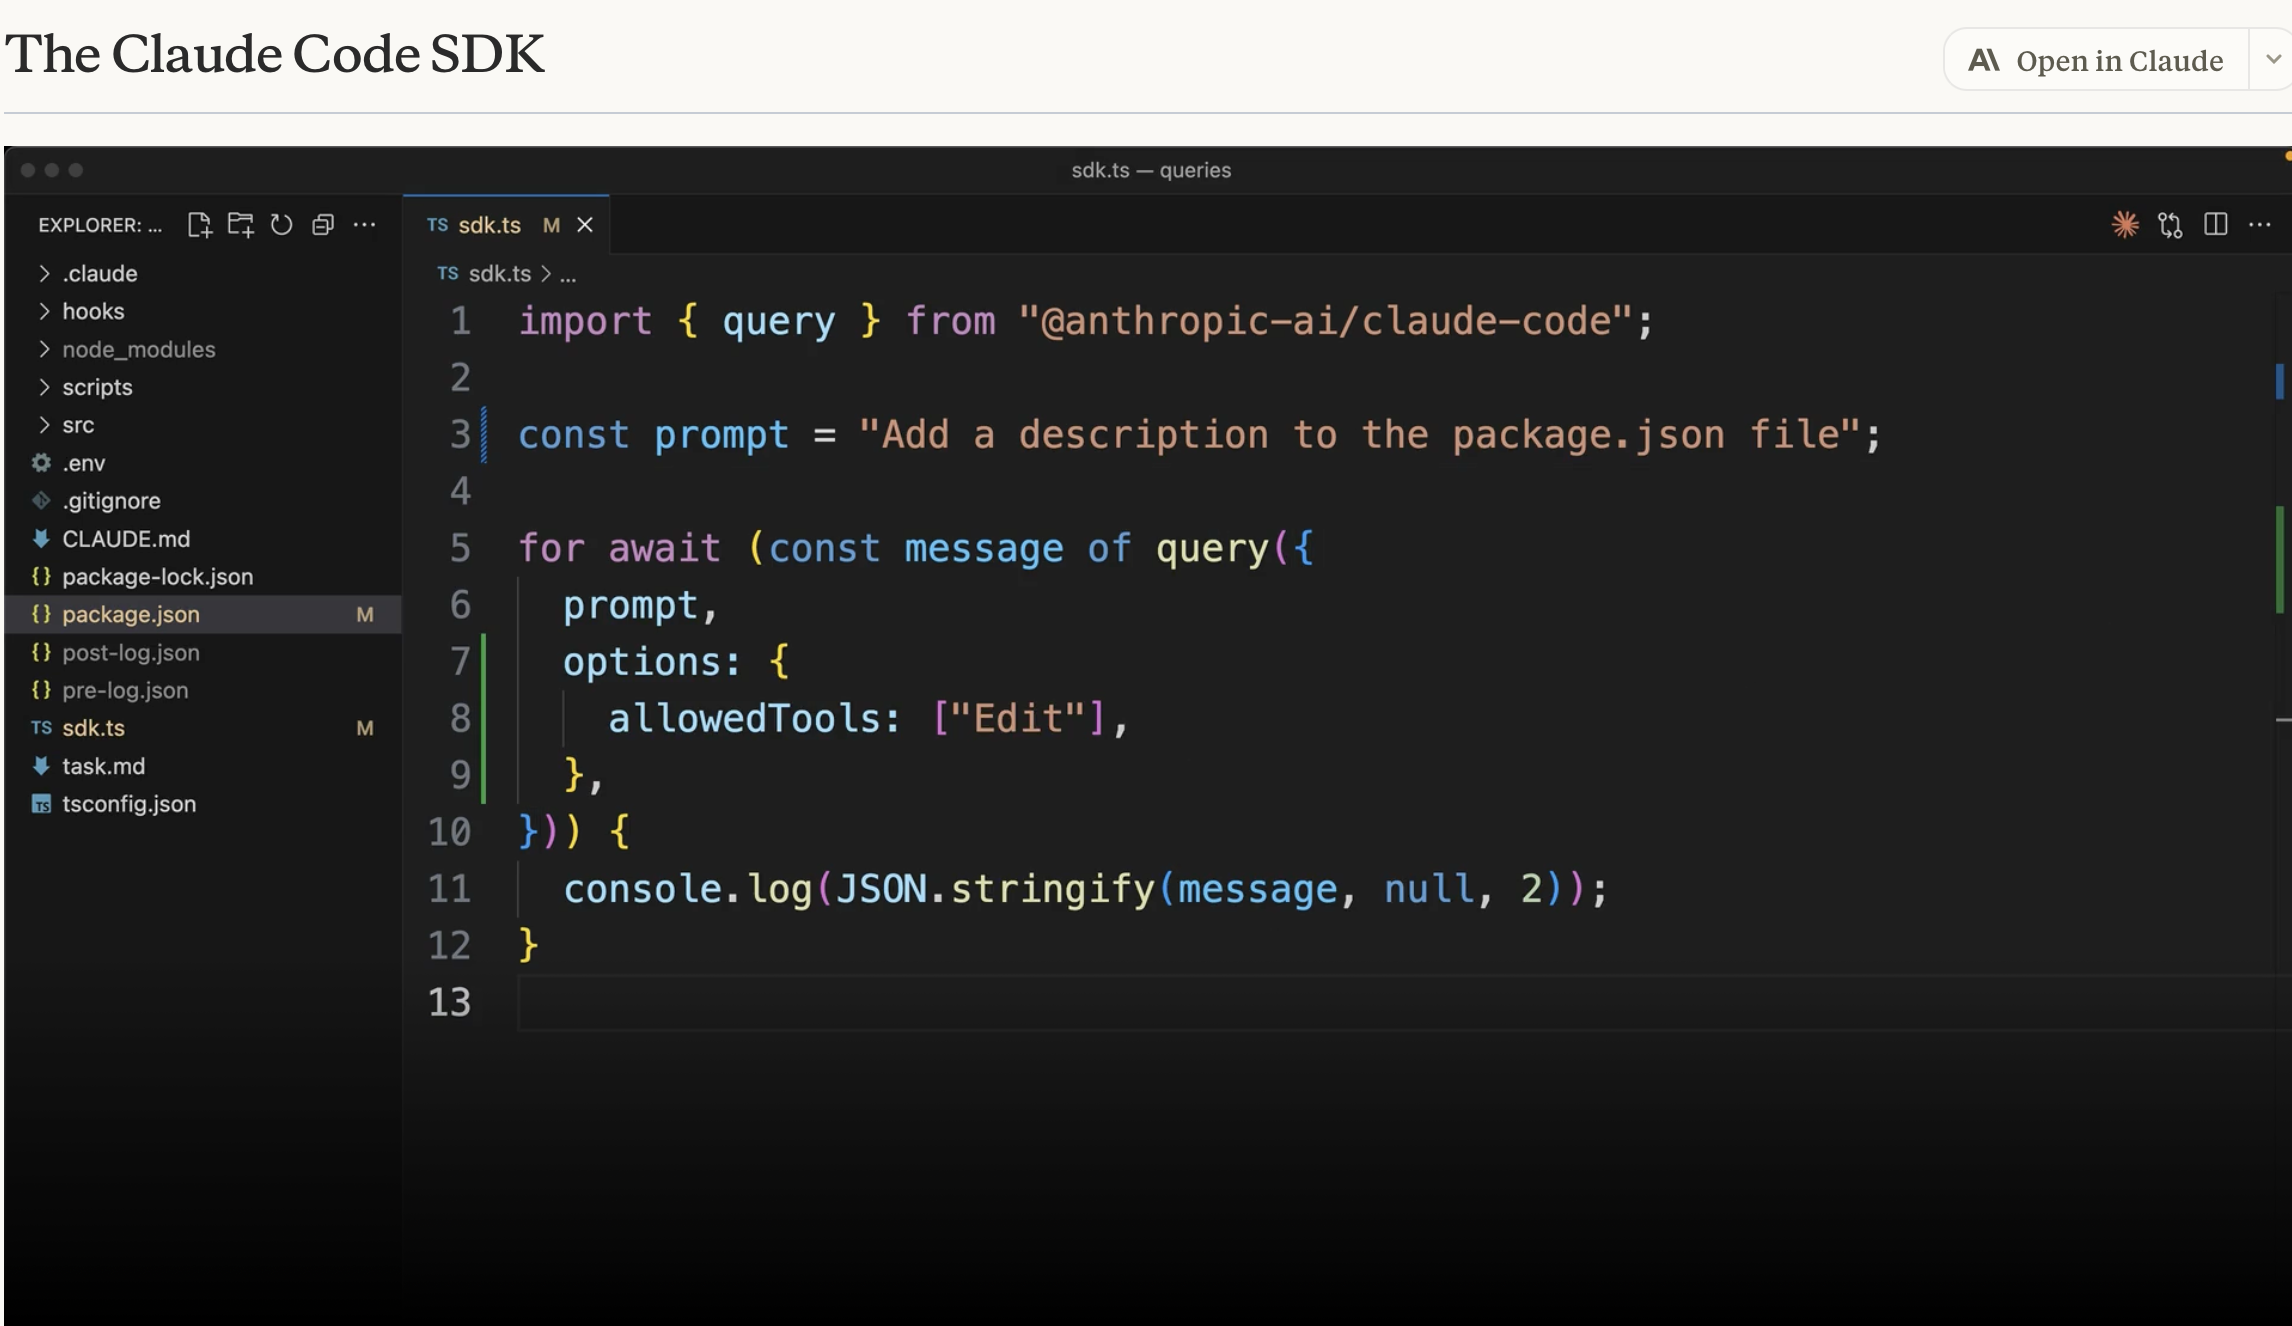 The Claude Code SDK
Open in Claude
sdk.ts — queries
EXPLORER: ...
.claude
hooks
node_modules
scripts
src
.env
.gitignore
CLAUDE.md
{} package-lock.json
{} package.json M
{} post-log.json
{} pre-log.json
TS sdk.ts M
task.md
TS tsconfig.json
TS sdk.ts M
TS sdk.ts > ...
1 import { query } from "@anthropic-ai/claude-code";
2
3 const prompt = "Add a description to the package.json file";
4
5 for await (const message of query({
6   prompt,
7   options: {
8     allowedTools: ["Edit"],
9   },
10 })) {
11   console.log(JSON.stringify(message, null, 2));
12 }
13